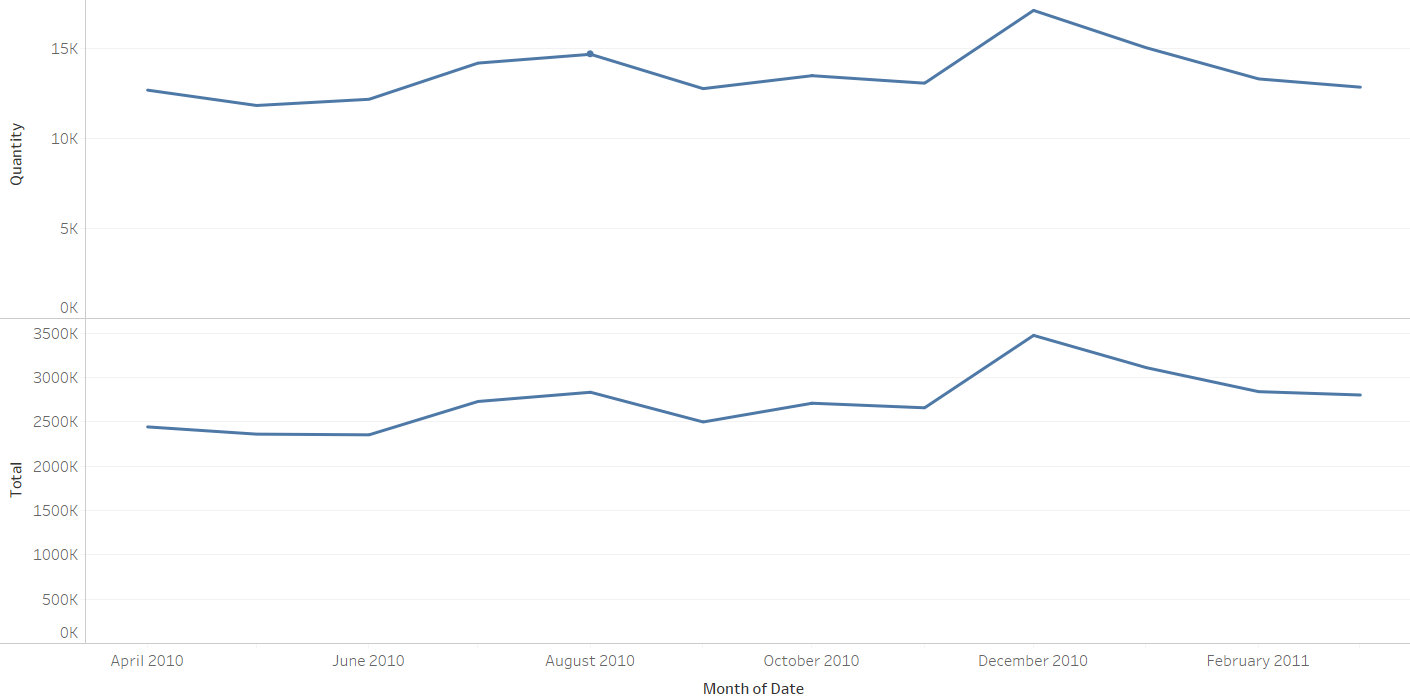 15K
10K
Quantity
5K
0K
3500K
3000K
2500K
2000K
Total
1500K
1000K
500K
0K
April 2010 June 2010 August 2010 October 2010 December 2010 February 2011
Month of Date